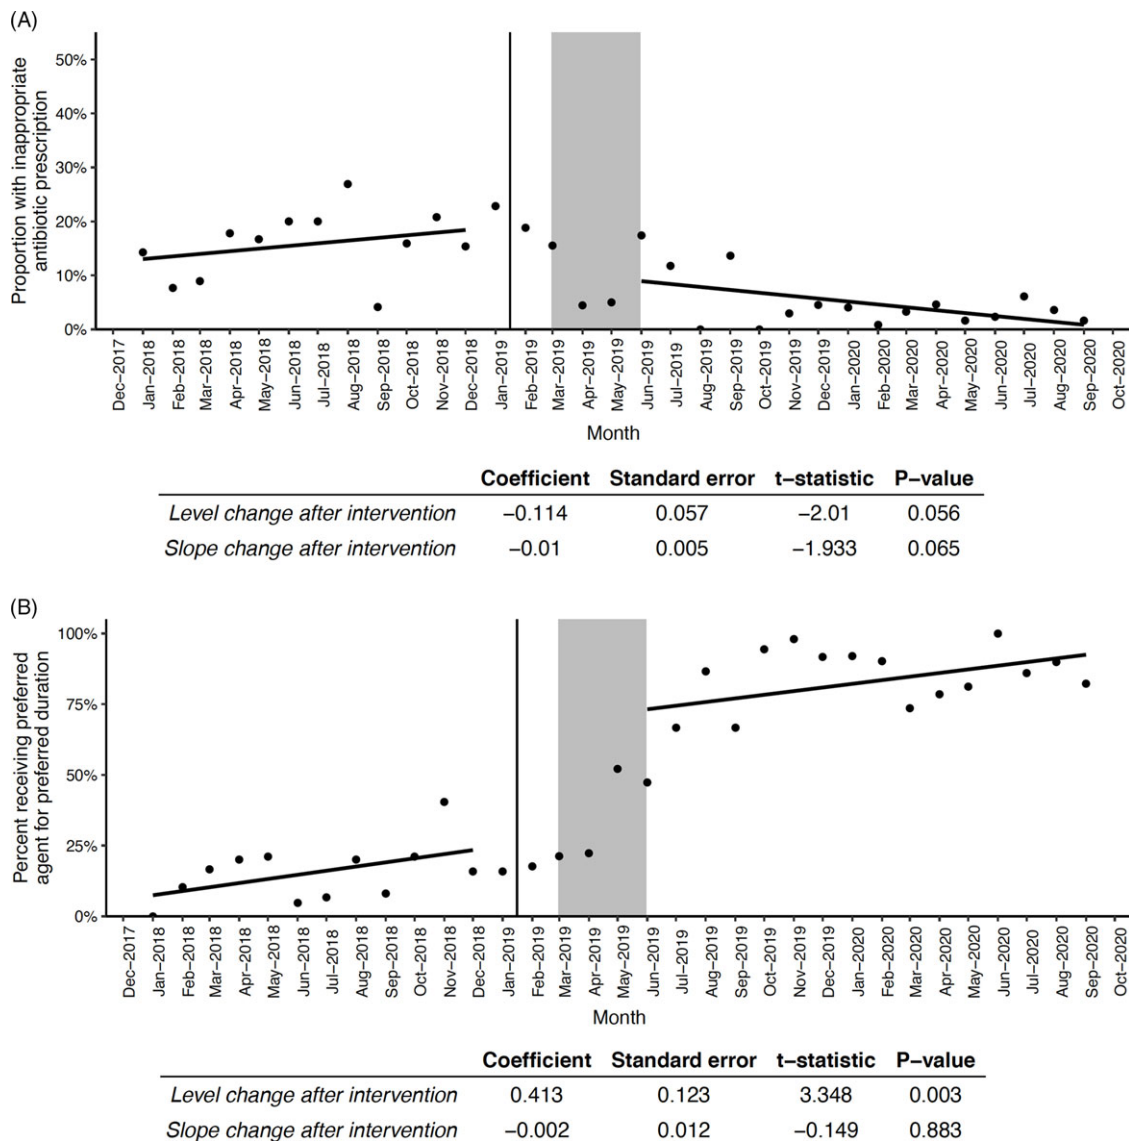 (A)
Proportion with inappropriate
antibiotic prescription
50%
40%
30%
20%
10%
0%
Dec−2017
Jan−2018
Feb−2018
Mar−2018
Apr−2018
May−2018
Jun−2018
Jul−2018
Aug−2018
Sep−2018
Oct−2018
Nov−2018
Dec−2018
Jan−2019
Feb−2019
Mar−2019
Apr−2019
May−2019
Jun−2019
Jul−2019
Aug−2019
Sep−2019
Oct−2019
Nov−2019
Dec−2019
Jan−2020
Feb−2020
Mar−2020
Apr−2020
May−2020
Jun−2020
Jul−2020
Aug−2020
Sep−2020
Oct−2020
Month
Coefficient Standard error t−statistic P−value
Level change after intervention −0.114 0.057 −2.01 0.056
Slope change after intervention −0.01 0.005 −1.933 0.065
(B)
Percent receiving preferred
agent for preferred duration
100%
75%
50%
25%
0%
Dec−2017
Jan−2018
Feb−2018
Mar−2018
Apr−2018
May−2018
Jun−2018
Jul−2018
Aug−2018
Sep−2018
Oct−2018
Nov−2018
Dec−2018
Jan−2019
Feb−2019
Mar−2019
Apr−2019
May−2019
Jun−2019
Jul−2019
Aug−2019
Sep−2019
Oct−2019
Nov−2019
Dec−2019
Jan−2020
Feb−2020
Mar−2020
Apr−2020
May−2020
Jun−2020
Jul−2020
Aug−2020
Sep−2020
Oct−2020
Month
Coefficient Standard error t−statistic P−value
Level change after intervention 0.413 0.123 3.348 0.003
Slope change after intervention −0.002 0.012 −0.149 0.883